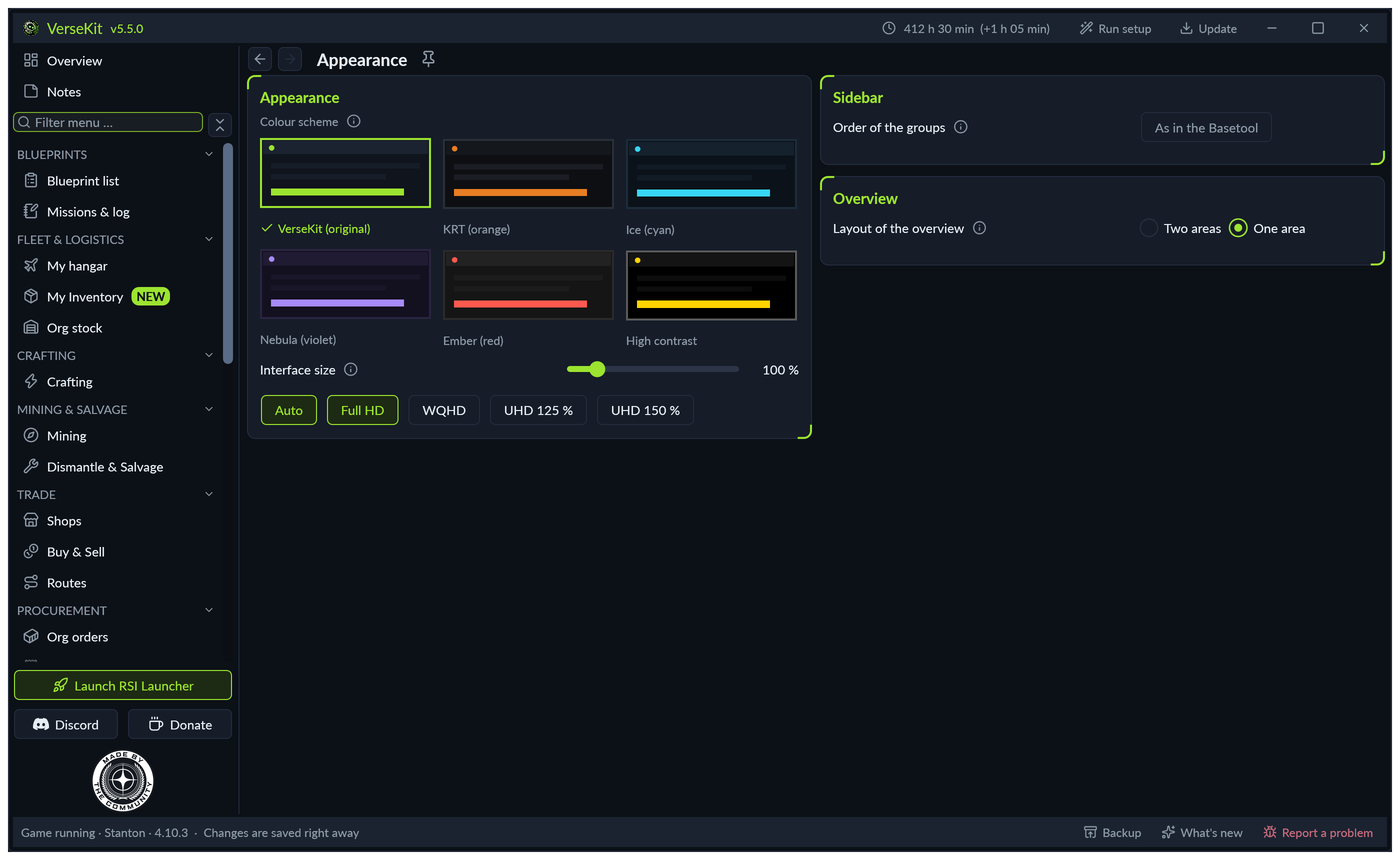 VerseKit v5.5.0
412 h 30 min (+1 h 05 min)
Run setup
Update
Overview
Notes
Filter menu ...
BLUEPRINTS
Blueprint list
Missions & log
FLEET & LOGISTICS
My hangar
My Inventory NEW
Org stock
CRAFTING
Crafting
MINING & SALVAGE
Mining
Dismantle & Salvage
TRADE
Shops
Buy & Sell
Routes
PROCUREMENT
Org orders
Launch RSI Launcher
Discord
Donate
MADE BY
THE COMMUNITY
Appearance
Appearance
Colour scheme
VerseKit (original)
KRT (orange)
Ice (cyan)
Nebula (violet)
Ember (red)
High contrast
Interface size
100 %
Auto
Full HD
WQHD
UHD 125 %
UHD 150 %
Sidebar
Order of the groups
As in the Basetool
Overview
Layout of the overview
Two areas
One area
Game running · Stanton · 4.10.3 · Changes are saved right away
Backup
What's new
Report a problem